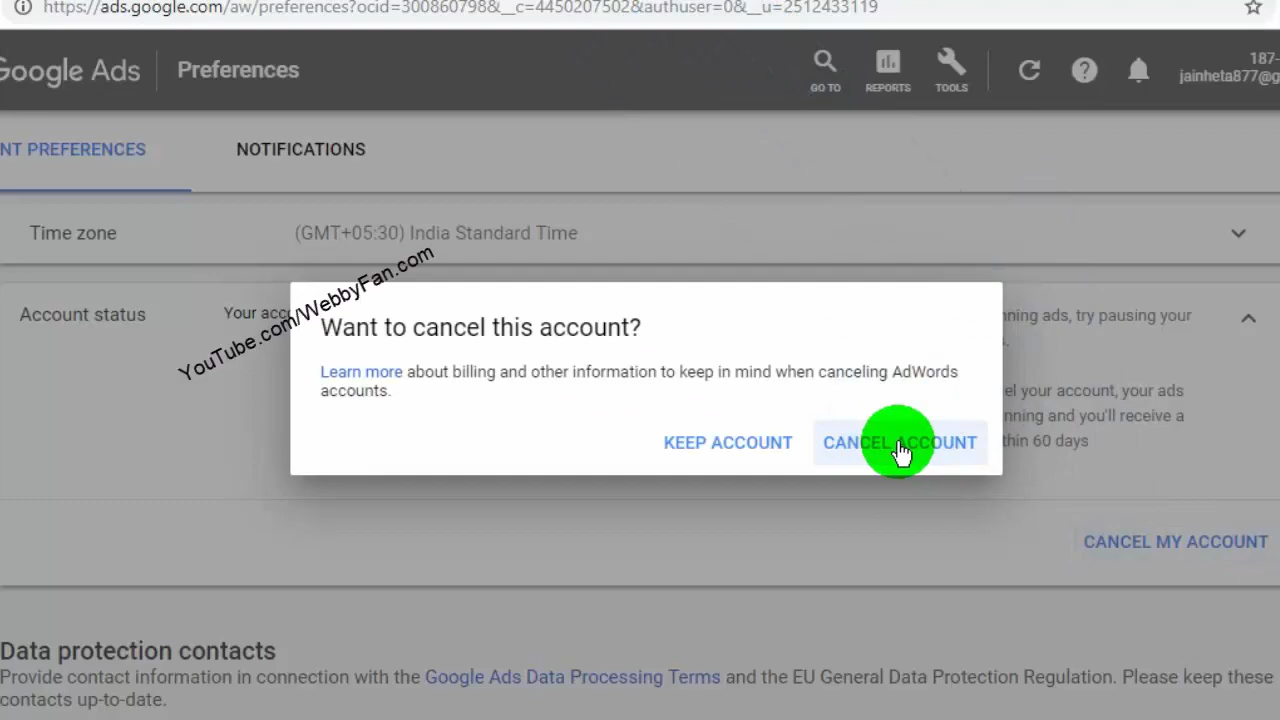 https://ads.google.com/aw/preferences?ocid=300860798&__c=4450207502&authuser=0&__u=2512433119
Google Ads
Preferences
GO TO
REPORTS
TOOLS
187-
jainheta877@g
NT PREFERENCES
NOTIFICATIONS
Time zone
(GMT+05:30) India Standard Time
YouTube.com/WebbyFan.com
Account status
Your acco
nning ads, try pausing your
s.
el your account, your ads
nning and you'll receive a
thin 60 days
Want to cancel this account?
Learn more about billing and other information to keep in mind when canceling AdWords
accounts.
KEEP ACCOUNT
CANCEL ACCOUNT
CANCEL MY ACCOUNT
Data protection contacts
Provide contact information in connection with the Google Ads Data Processing Terms and the EU General Data Protection Regulation. Please keep these
contacts up-to-date.